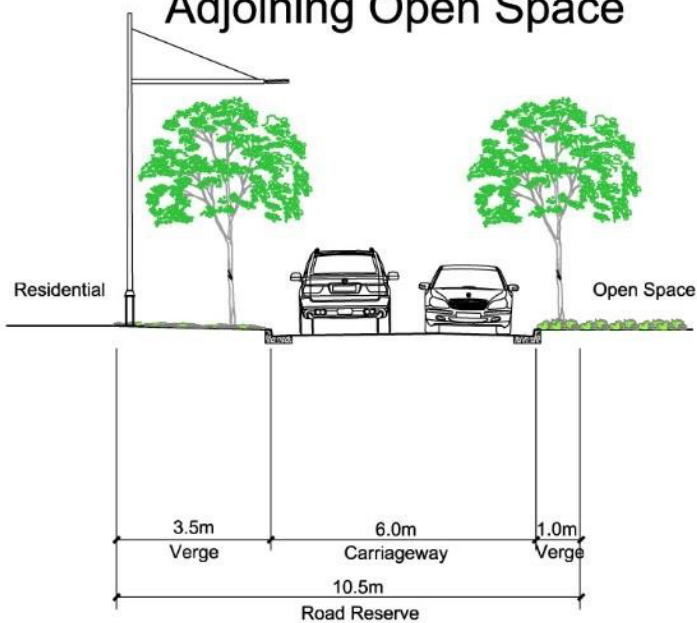 Adjoining Open Space
Residential
Open Space
3.5m
6.0m
1.0m
Verge
Carriageway
Verge
10.5m
Road Reserve